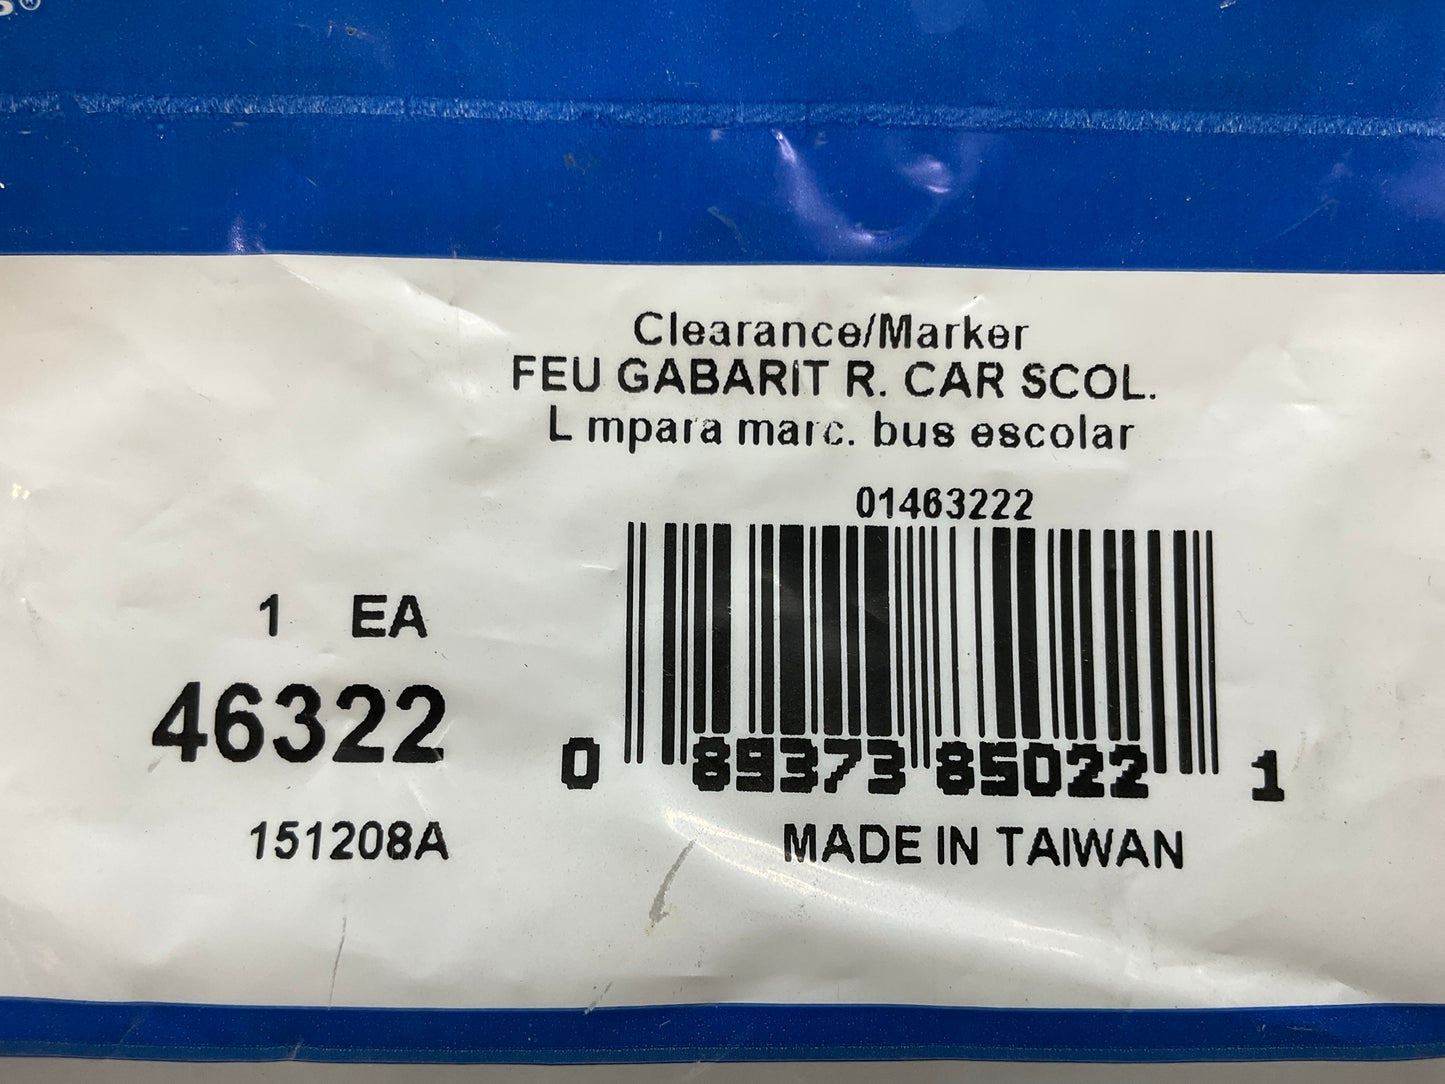 Clearance/Marker
FEU GABARIT R. CAR SCOL.
L mpara marc. bus escolar
01463222
1 EA
46322
0 89373 85022 1
151208A
MADE IN TAIWAN